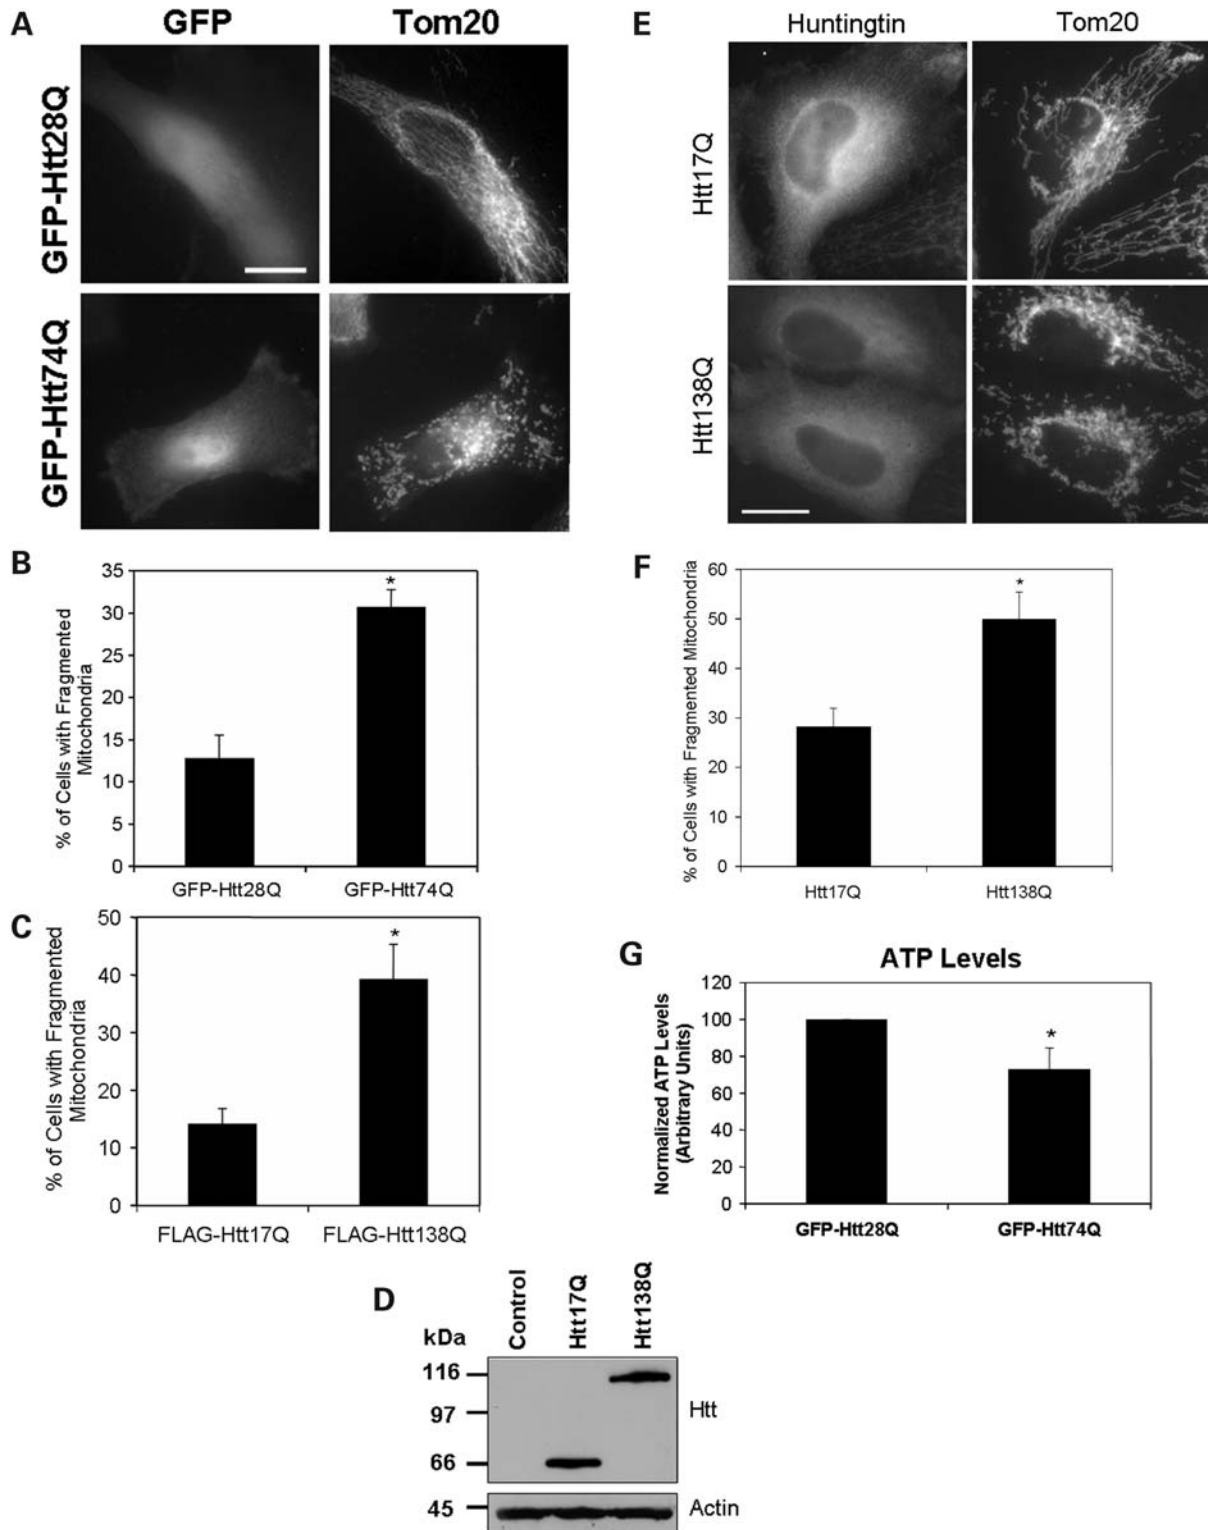 A
GFP
Tom20
GFP-Htt28Q
GFP-Htt74Q
B
% of Cells with Fragmented
Mitochondria
35
30
25
20
15
10
5
0
*
GFP-Htt28Q
GFP-Htt74Q
C
% of Cells with Fragmented
Mitochondria
50
40
30
20
10
0
*
FLAG-Htt17Q
FLAG-Htt138Q
D
kDa
Control
Htt17Q
Htt138Q
116
97
66
45
Htt
Actin
E
Huntingtin
Tom20
Htt17Q
Htt138Q
F
% of Cells with Fragmented Mitochondria
60
50
40
30
20
10
0
*
Htt17Q
Htt138Q
G
ATP Levels
Normalized ATP Levels
(Arbitrary Units)
120
100
80
60
40
20
0
*
GFP-Htt28Q
GFP-Htt74Q